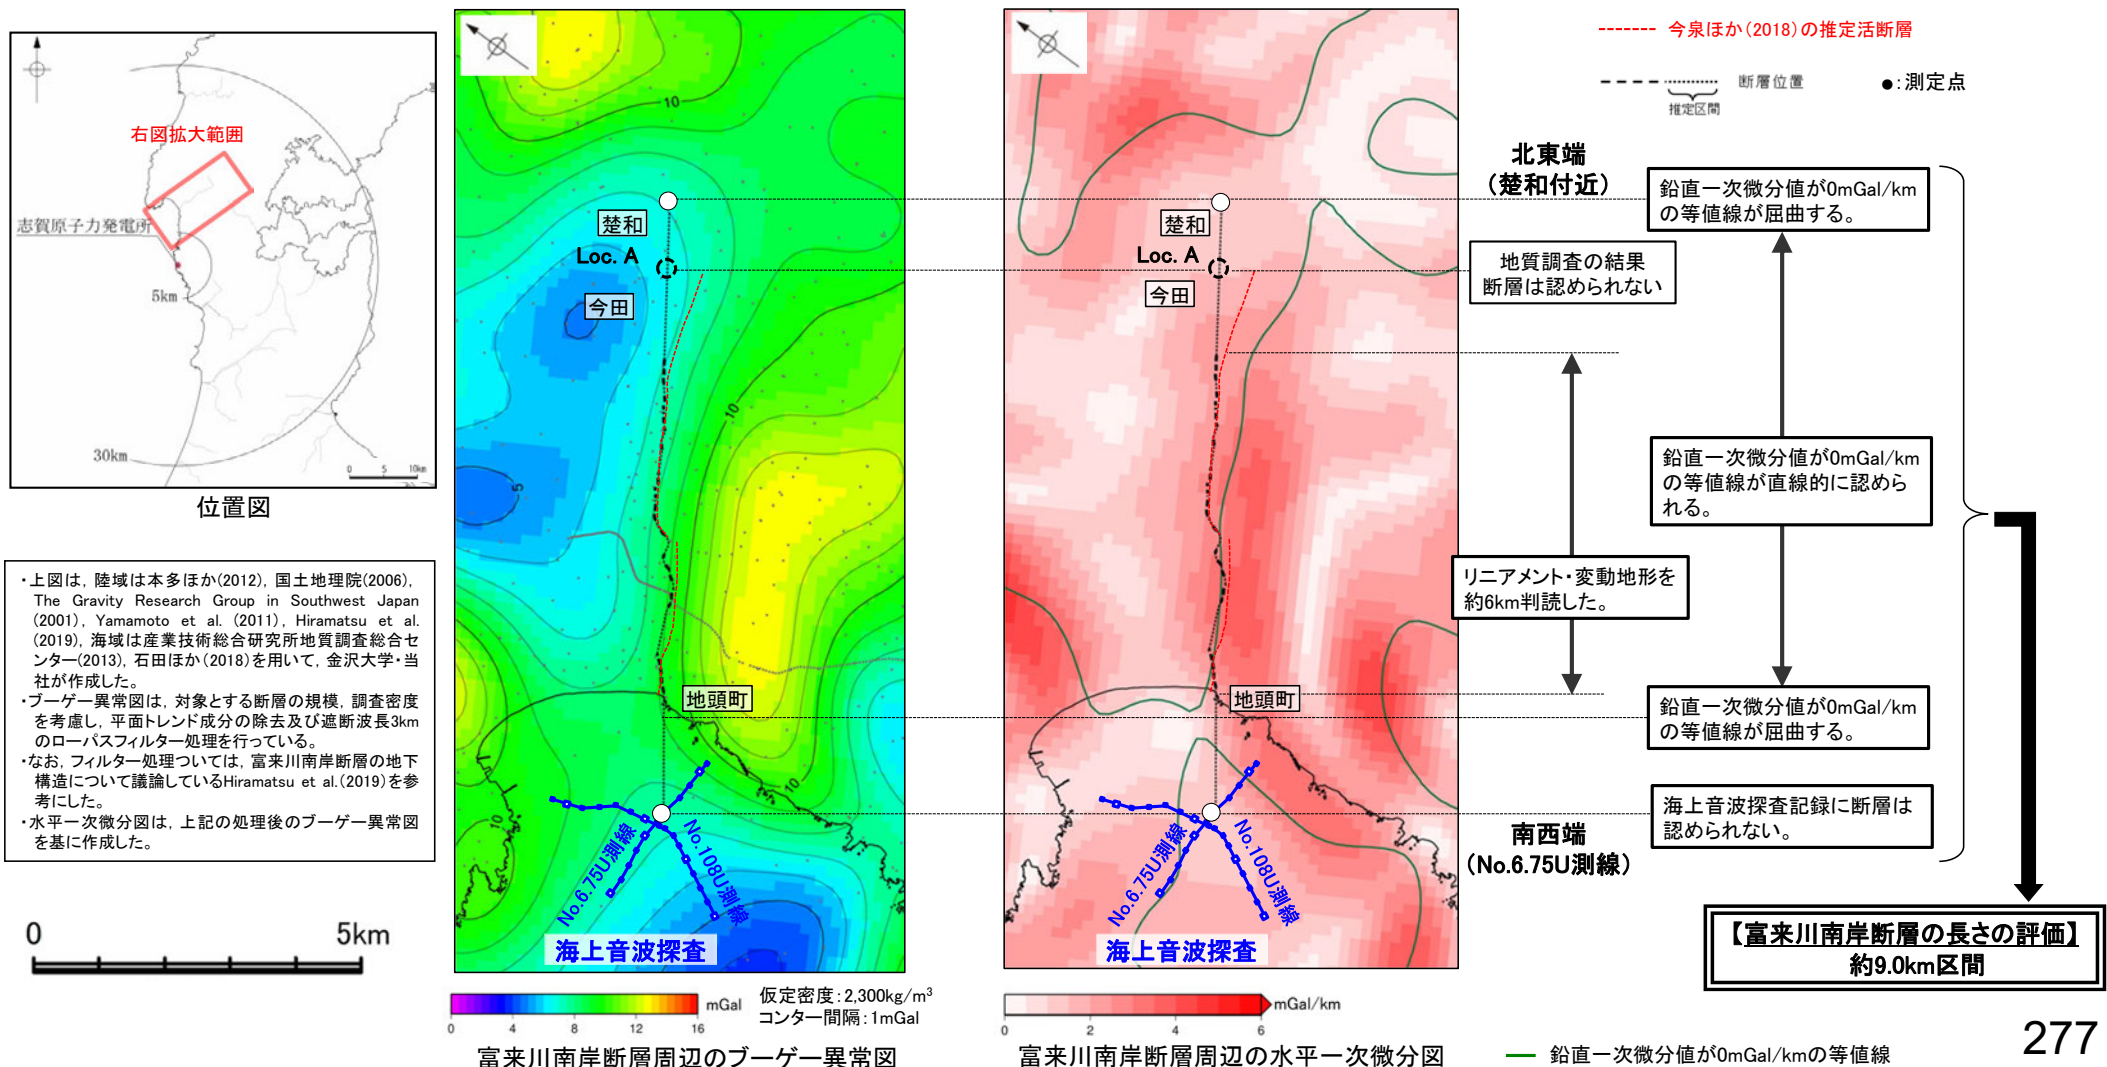 右図拡大範囲
志賀原子力発電所
5km
30km
0 5 10km
位置図
・上図は，陸域は本多ほか(2012)，国土地理院(2006)，
The Gravity Research Group in Southwest Japan
(2001)，Yamamoto et al. (2011)，Hiramatsu et al.
(2019)，海域は産業技術総合研究所地質調査総合セ
ンター(2013)，石田ほか(2018)を用いて，金沢大学・当
社が作成した。
・ブーゲー異常図は，対象とする断層の規模，調査密度
を考慮し，平面トレンド成分の除去及び遮断波長3km
のローパスフィルター処理を行っている。
・なお，フィルター処理ついては，富来川南岸断層の地下
構造について議論しているHiramatsu et al.(2019)を参
考にした。
・水平一次微分図は，上記の処理後のブーゲー異常図
を基に作成した。
0 5km
10
楚和
Loc. A
今田
10
5
地頭町
10
10
No.6.75U測線
No.108U測線
海上音波探査
0 4 8 12 16
mGal
仮定密度：2,300kg/m³
コンター間隔：1mGal
富来川南岸断層周辺のブーゲー異常図
楚和
Loc. A
今田
地頭町
No.6.75U測線
No.108U測線
海上音波探査
0 2 4 6
mGal/km
富来川南岸断層周辺の水平一次微分図
今泉ほか(2018)の推定活断層
断層位置
推定区間
●：測定点
北東端
（楚和付近）
鉛直一次微分値が0mGal/km
の等値線が屈曲する。
地質調査の結果
断層は認められない
鉛直一次微分値が0mGal/km
の等値線が直線的に認めら
れる。
リニアメント・変動地形を
約6km判読した。
鉛直一次微分値が0mGal/km
の等値線が屈曲する。
海上音波探査記録に断層は
認められない。
南西端
（No.6.75U測線）
【富来川南岸断層の長さの評価】
約9.0km区間
鉛直一次微分値が0mGal/kmの等値線
277